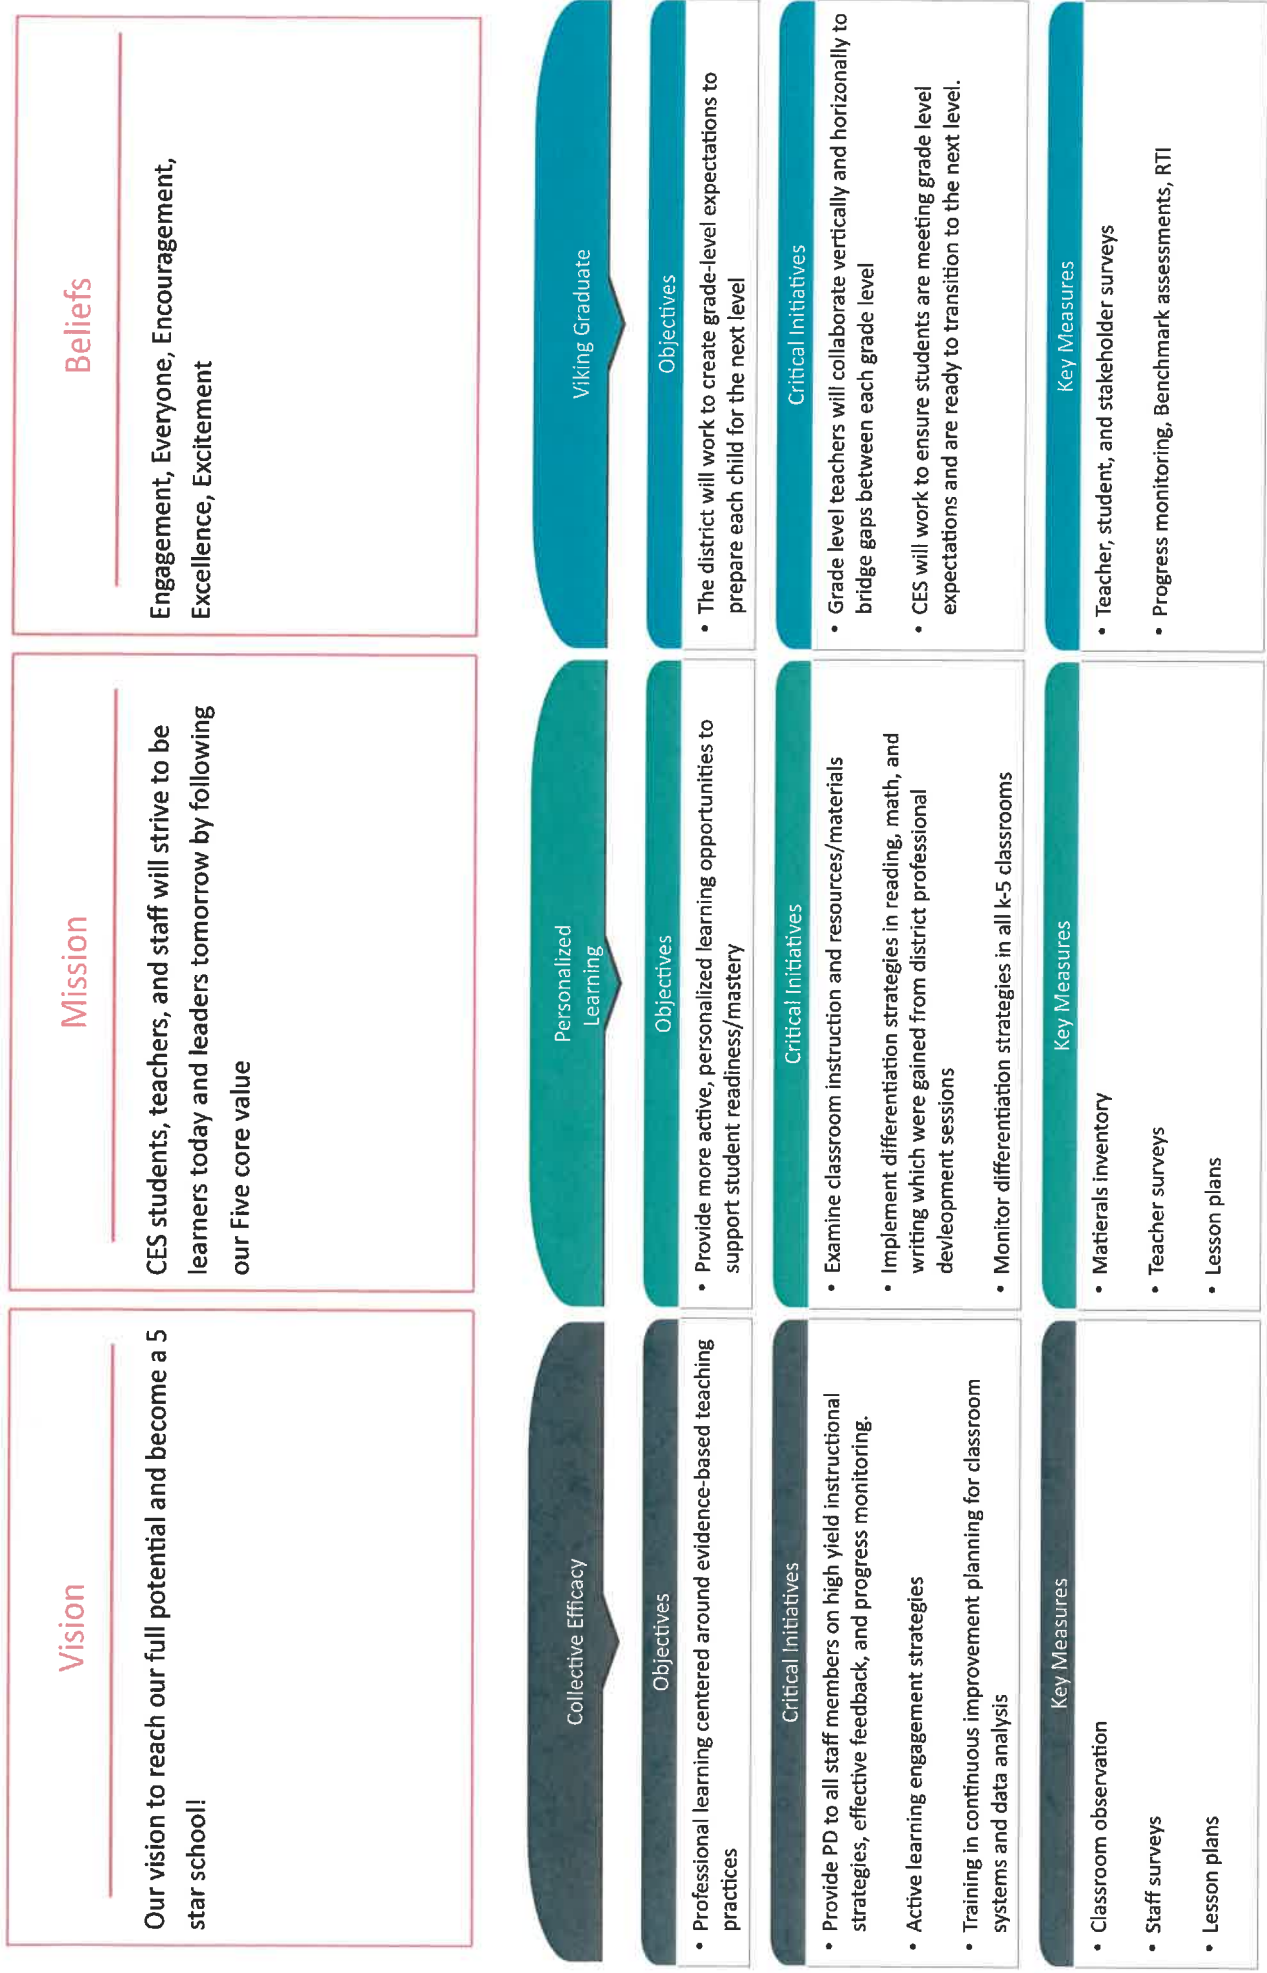 Vision
Our vision to reach our full potential and become a 5
star school!
Mission
CES students, teachers, and staff will strive to be
learners today and leaders tomorrow by following
our Five core value
Beliefs
Engagement, Everyone, Encouragement,
Excellence, Excitement
Collective Efficacy
Objectives
• Professional learning centered around evidence-based teaching
practices
Critical Initiatives
• Provide PD to all staff members on high yield instructional
strategies, effective feedback, and progress monitoring.
• Active learning engagement strategies
• Training in continuous improvement planning for classroom
systems and data analysis
Key Measures
• Classroom observation
• Staff surveys
• Lesson plans
Personalized
Learning
Objectives
• Provide more active, personalized learning opportunities to
support student readiness/mastery
Critical Initiatives
• Examine classroom instruction and resources/materials
• Implement differentiation strategies in reading, math, and
writing which were gained from district professional
devleopment sessions
• Monitor differentiation strategies in all k-5 classrooms
Key Measures
• Matierals inventory
• Teacher surveys
• Lesson plans
Viking Graduate
Objectives
• The district will work to create grade-level expectations to
prepare each child for the next level
Critical Initiatives
• Grade level teachers will collaborate vertically and horizonally to
bridge gaps between each grade level
• CES will work to ensure students are meeting grade level
expectations and are ready to transition to the next level.
Key Measures
• Teacher, student, and stakeholder surveys
• Progress monitoring, Benchmark assessments, RTI